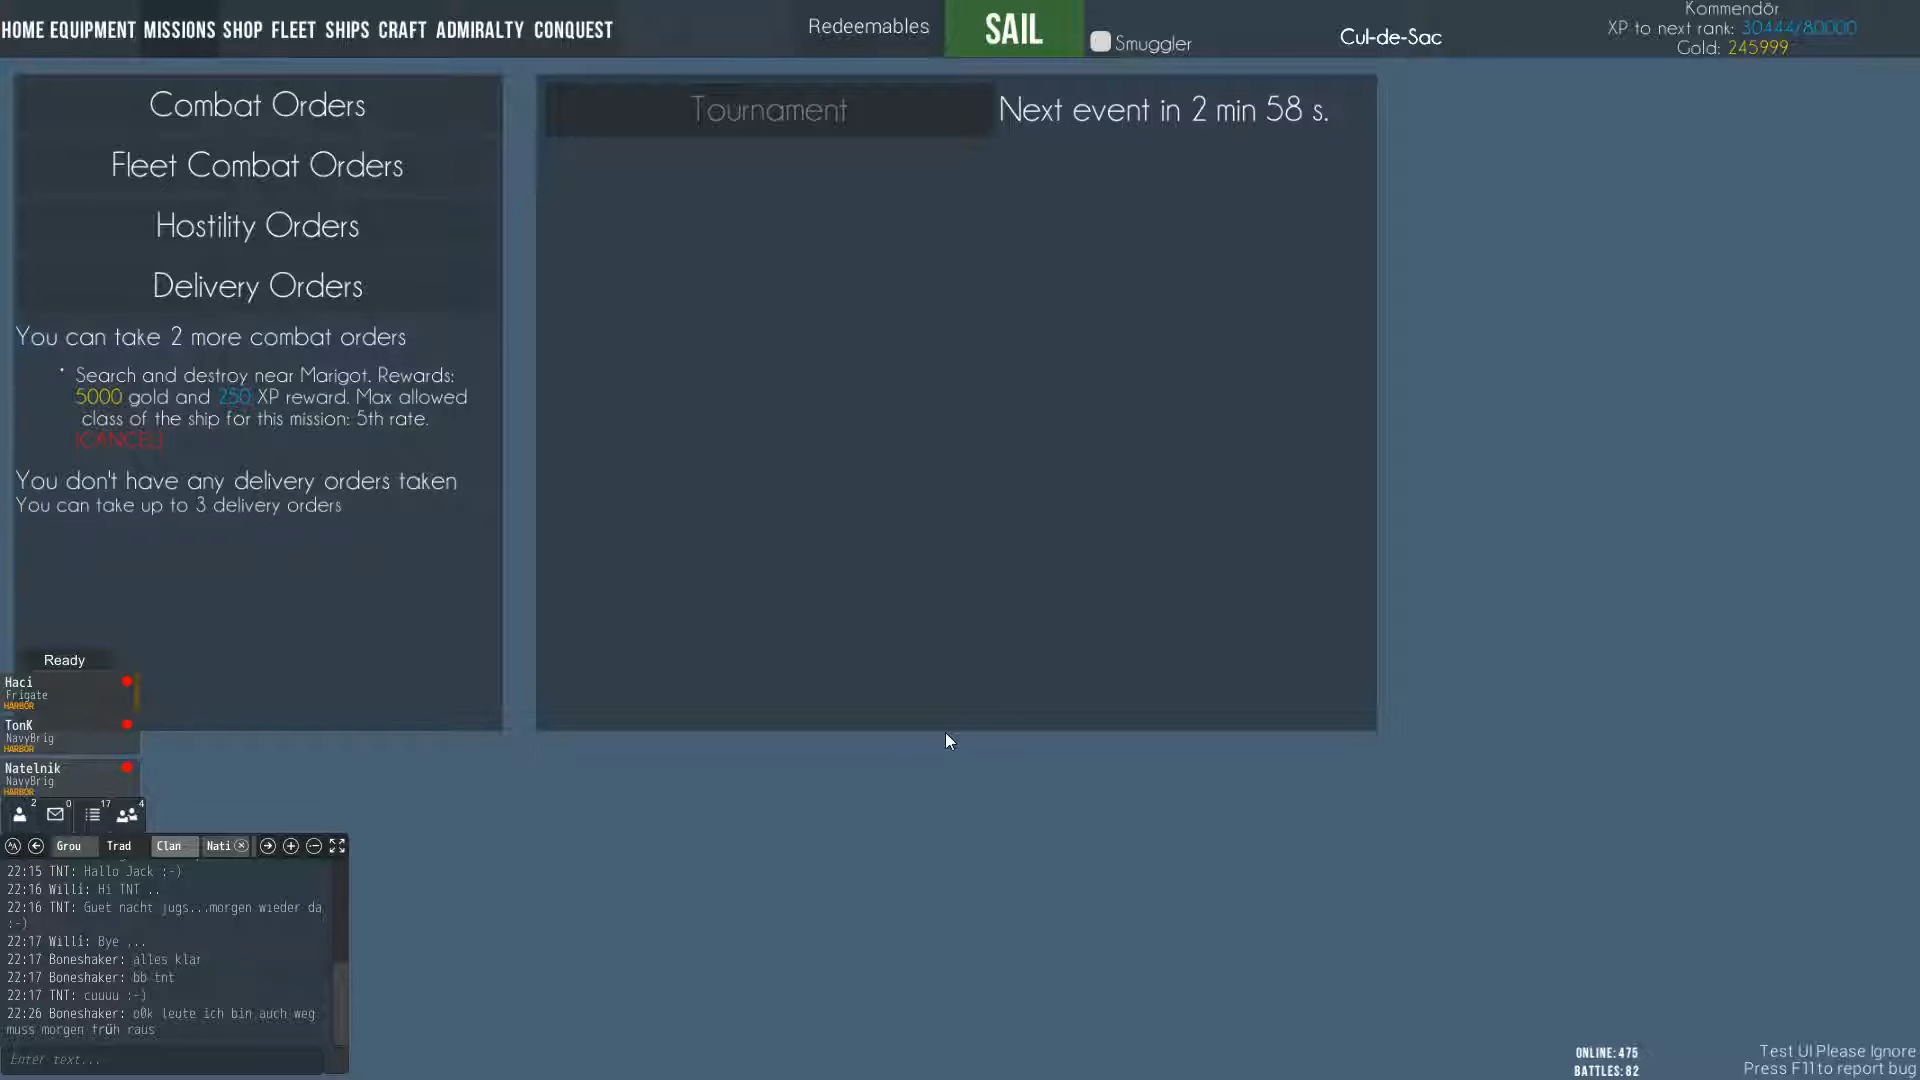 HOME EQUIPMENT MISSIONS SHOP FLEET SHIPS CRAFT ADMIRALTY CONQUEST
Redeemables
SAIL
Smuggler
Cul-de-Sac
Kommendör
XP to next rank: 30444/80000
Gold: 245999
Combat Orders
Fleet Combat Orders
Hostility Orders
Delivery Orders
You can take 2 more combat orders
Search and destroy near Marigot. Rewards:
5000 gold and 250 XP reward. Max allowed
class of the ship for this mission: 5th rate.
[CANCEL]
You don't have any delivery orders taken
You can take up to 3 delivery orders
Tournament
Next event in 2 min 58 s.
Ready
Haci
Frigate
HARBOR
TonK
NavyBrig
HARBOR
Natelnik
NavyBrig
HARBOR
2 0 17 4
Grou Trad Clan Nati
22:15 TNT: Hallo Jack :-)
22:16 Willi: Hi TNT ..
22:16 TNT: Guet nacht jugs...morgen wieder da
:-)
22:17 Willi: Bye ...
22:17 Boneshaker: alles klar
22:17 Boneshaker: bb tnt
22:17 TNT: cuuuu :-)
22:26 Boneshaker: o0k leute ich bin auch weg
muss morgen früh raus
Enter text...
ONLINE: 475
BATTLES: 82
Test UI Please Ignore
Press F11 to report bug